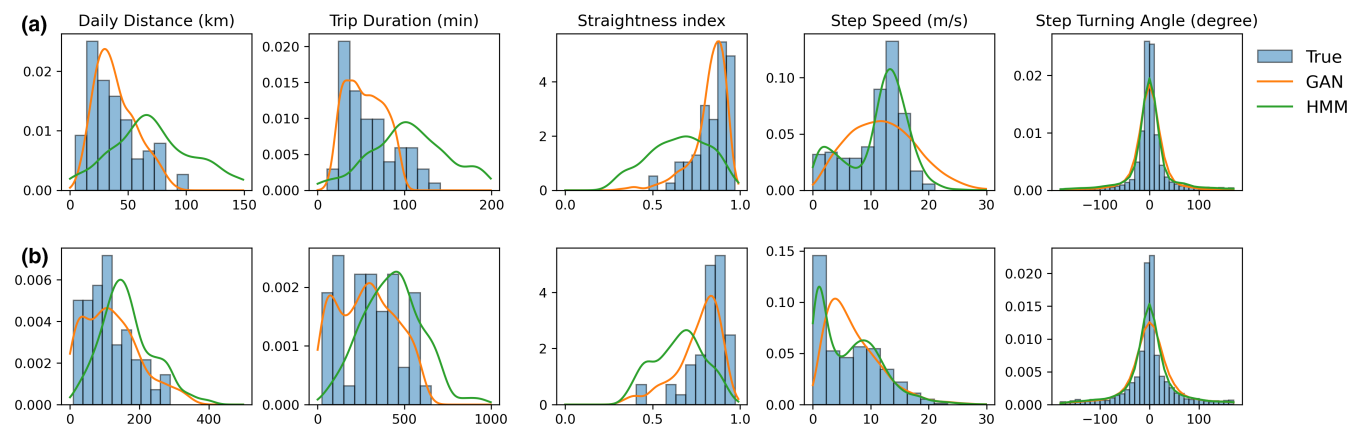 (a)
Daily Distance (km)
Trip Duration (min)
Straightness index
Step Speed (m/s)
Step Turning Angle (degree)
0.02
0.01
0.00
0 50 100 150
0.020
0.015
0.010
0.005
0.000
0 100 200
4
2
0
0.0 0.5 1.0
0.10
0.05
0.00
0 10 20 30
0.02
0.01
0.00
−100 0 100
True
GAN
HMM
(b)
0.006
0.004
0.002
0.000
0 200 400
0.002
0.001
0.000
0 500 1000
4
2
0
0.0 0.5 1.0
0.15
0.10
0.05
0.00
0 10 20 30
0.020
0.015
0.010
0.005
0.000
−100 0 100